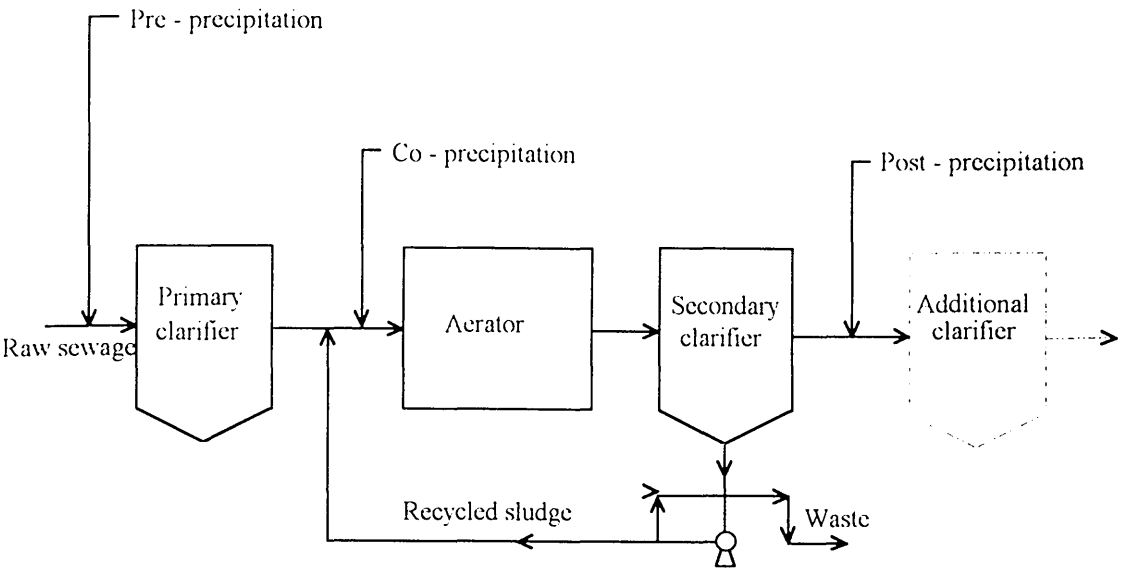 Pre - precipitation
Co - precipitation
Post - precipitation
Primary
clarifier
Aerator
Secondary
clarifier
Additional
clarifier
Raw sewage
Recycled sludge
Waste